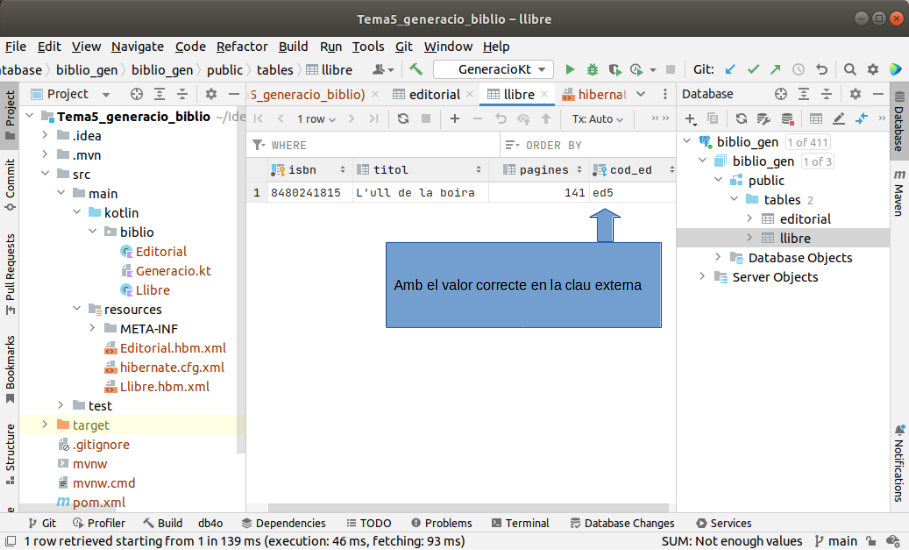 Tema5_generacio_biblio – llibre
File Edit View Navigate Code Refactor Build Run Tools Git Window Help
atabase biblio_gen biblio_gen public tables llibre GeneracioKt Git:
Project
5_generacio_biblio) editorial llibre hibernat
Database
Tema5_generacio_biblio ~/Ide
.idea
.mvn
src
main
kotlin
biblio
Editorial
Generacio.kt
Llibre
resources
META-INF
Editorial.hbm.xml
hibernate.cfg.xml
Llibre.hbm.xml
test
target
.gitignore
mvnw
mvnw.cmd
pom.xml
1 row Tx: Auto
WHERE ORDER BY
isbn titol pagines cod_ed
1 8480241815 L'ull de la boira 141 ed5
Amb el valor correcte en la clau externa
biblio_gen 1 of 411
biblio_gen 1 of 3
public
tables 2
editorial
llibre
Database Objects
Server Objects
Project
Commit
Pull Requests
Bookmarks
Structure
Database
Maven
Notifications
Git Profiler Build db4o Dependencies TODO Problems Terminal Database Changes Services
1 row retrieved starting from 1 in 139 ms (execution: 46 ms, fetching: 93 ms) SUM: Not enough values main